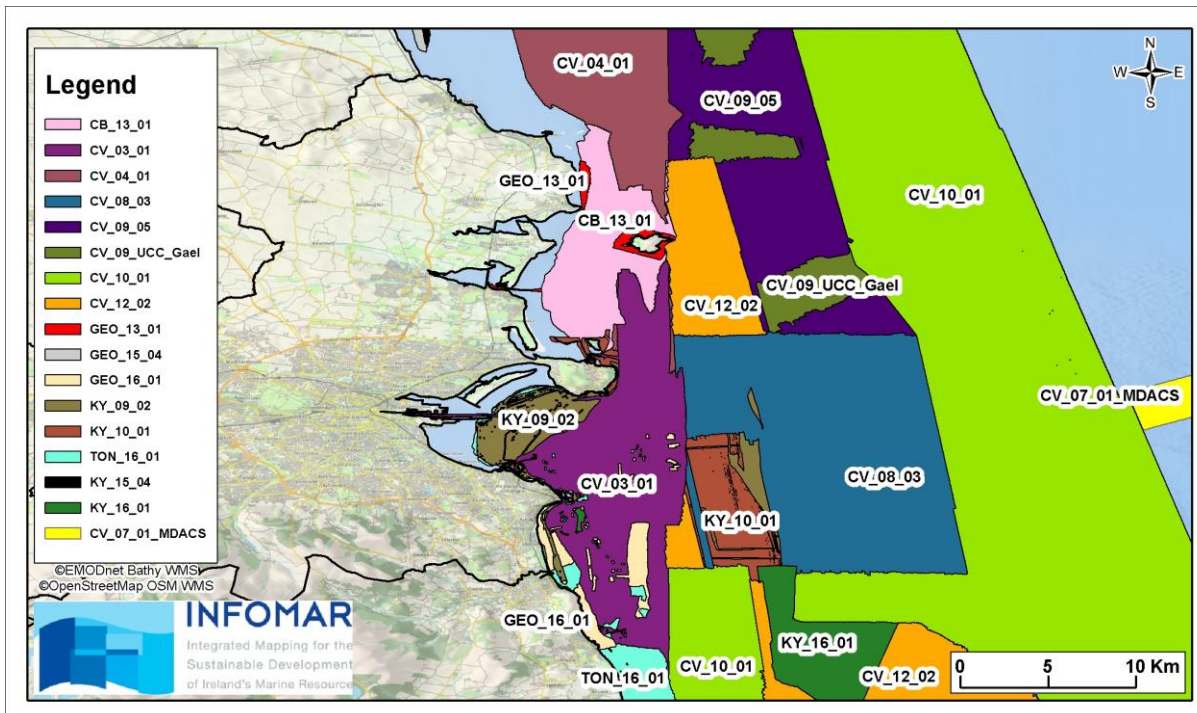 Legend
CB_13_01
CV_03_01
CV_04_01
CV_08_03
CV_09_05
CV_09_UCC_Gael
CV_10_01
CV_12_02
GEO_13_01
GEO_15_04
GEO_16_01
KY_09_02
KY_10_01
TON_16_01
KY_15_04
KY_16_01
CV_07_01_MDACS
©EMODnet Bathy WMS
©OpenStreetMap OSM WMS
INFOMAR
Integrated Mapping for the
Sustainable Development
of Ireland's Marine Resource
CV_04_01
CV_09_05
N
W
E
S
GEO_13_01
CV_10_01
CB_13_01
CV_09_UCC_Gael
CV_12_02
CV_07_01_MDACS
KY_09_02
CV_03_01
CV_08_03
KY_10_01
GEO_16_01
KY_16_01
TON_16_01
CV_10_01
CV_12_02
0 5 10 Km